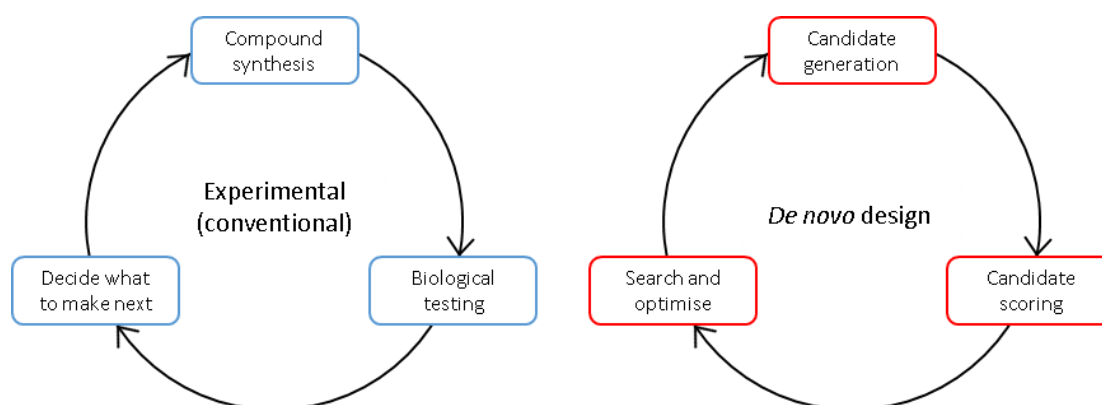 Compound
synthesis
Experimental
(conventional)
Decide what
to make next
Biological
testing
Candidate
generation
De novo design
Search and
optimise
Candidate
scoring